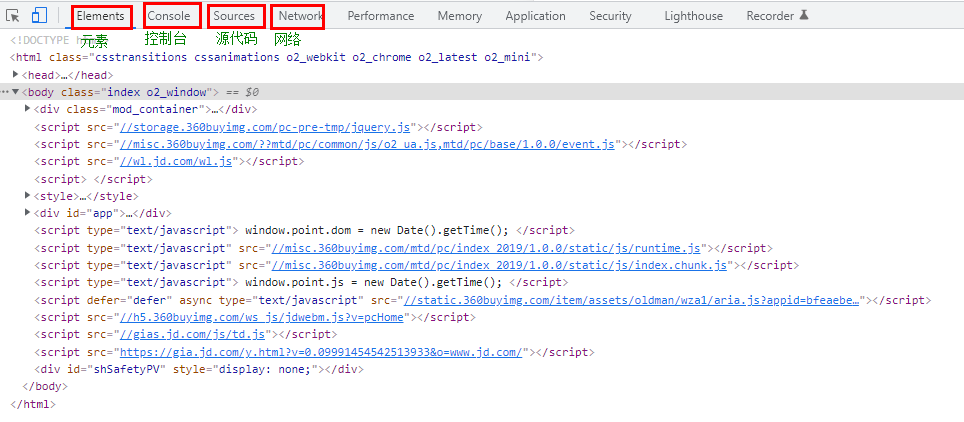 Elements Console Sources Network Performance Memory Application Security Lighthouse Recorder
元素 控制台 源代码 网络
<!DOCTYPE h
<html class="csstransitions cssanimations o2_webkit o2_chrome o2_latest o2_mini">
<head>…</head>
<body class="index o2_window"> == $0
<div class="mod_container">…</div>
<script src="//storage.360buyimg.com/pc-pre-tmp/jquery.js"></script>
<script src="//misc.360buyimg.com/??mtd/pc/common/js/o2_ua.js,mtd/pc/base/1.0.0/event.js"></script>
<script src="//wl.jd.com/wl.js"></script>
<script> </script>
<style>…</style>
<div id="app">…</div>
<script type="text/javascript"> window.point.dom = new Date().getTime(); </script>
<script type="text/javascript" src="//misc.360buyimg.com/mtd/pc/index_2019/1.0.0/static/js/runtime.js"></script>
<script type="text/javascript" src="//misc.360buyimg.com/mtd/pc/index_2019/1.0.0/static/js/index.chunk.js"></script>
<script type="text/javascript"> window.point.js = new Date().getTime(); </script>
<script defer="defer" async type="text/javascript" src="//static.360buyimg.com/item/assets/oldman/wza1/aria.js?appid=bfeaebe…"></script>
<script src="//h5.360buyimg.com/ws_js/jdwebm.js?v=pcHome"></script>
<script src="//gias.jd.com/js/td.js"></script>
<script src="https://gia.jd.com/y.html?v=0.09991454542513933&o=www.jd.com/"></script>
<div id="shSafetyPV" style="display: none;"></div>
</body>
</html>